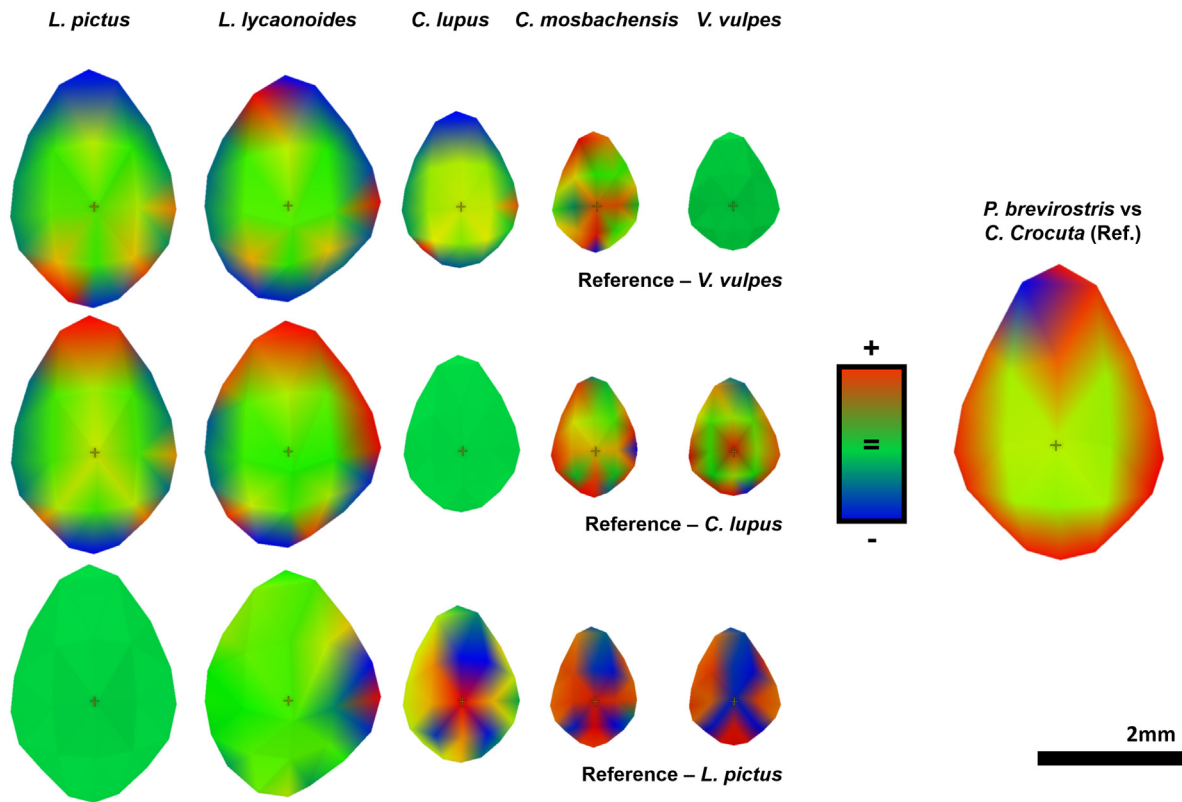 L. pictus
L. lycaonoides
C. lupus
C. mosbachensis
V. vulpes
Reference – V. vulpes
P. brevirostris vs
C. Crocuta (Ref.)
+
=
-
Reference – C. lupus
Reference – L. pictus
2mm